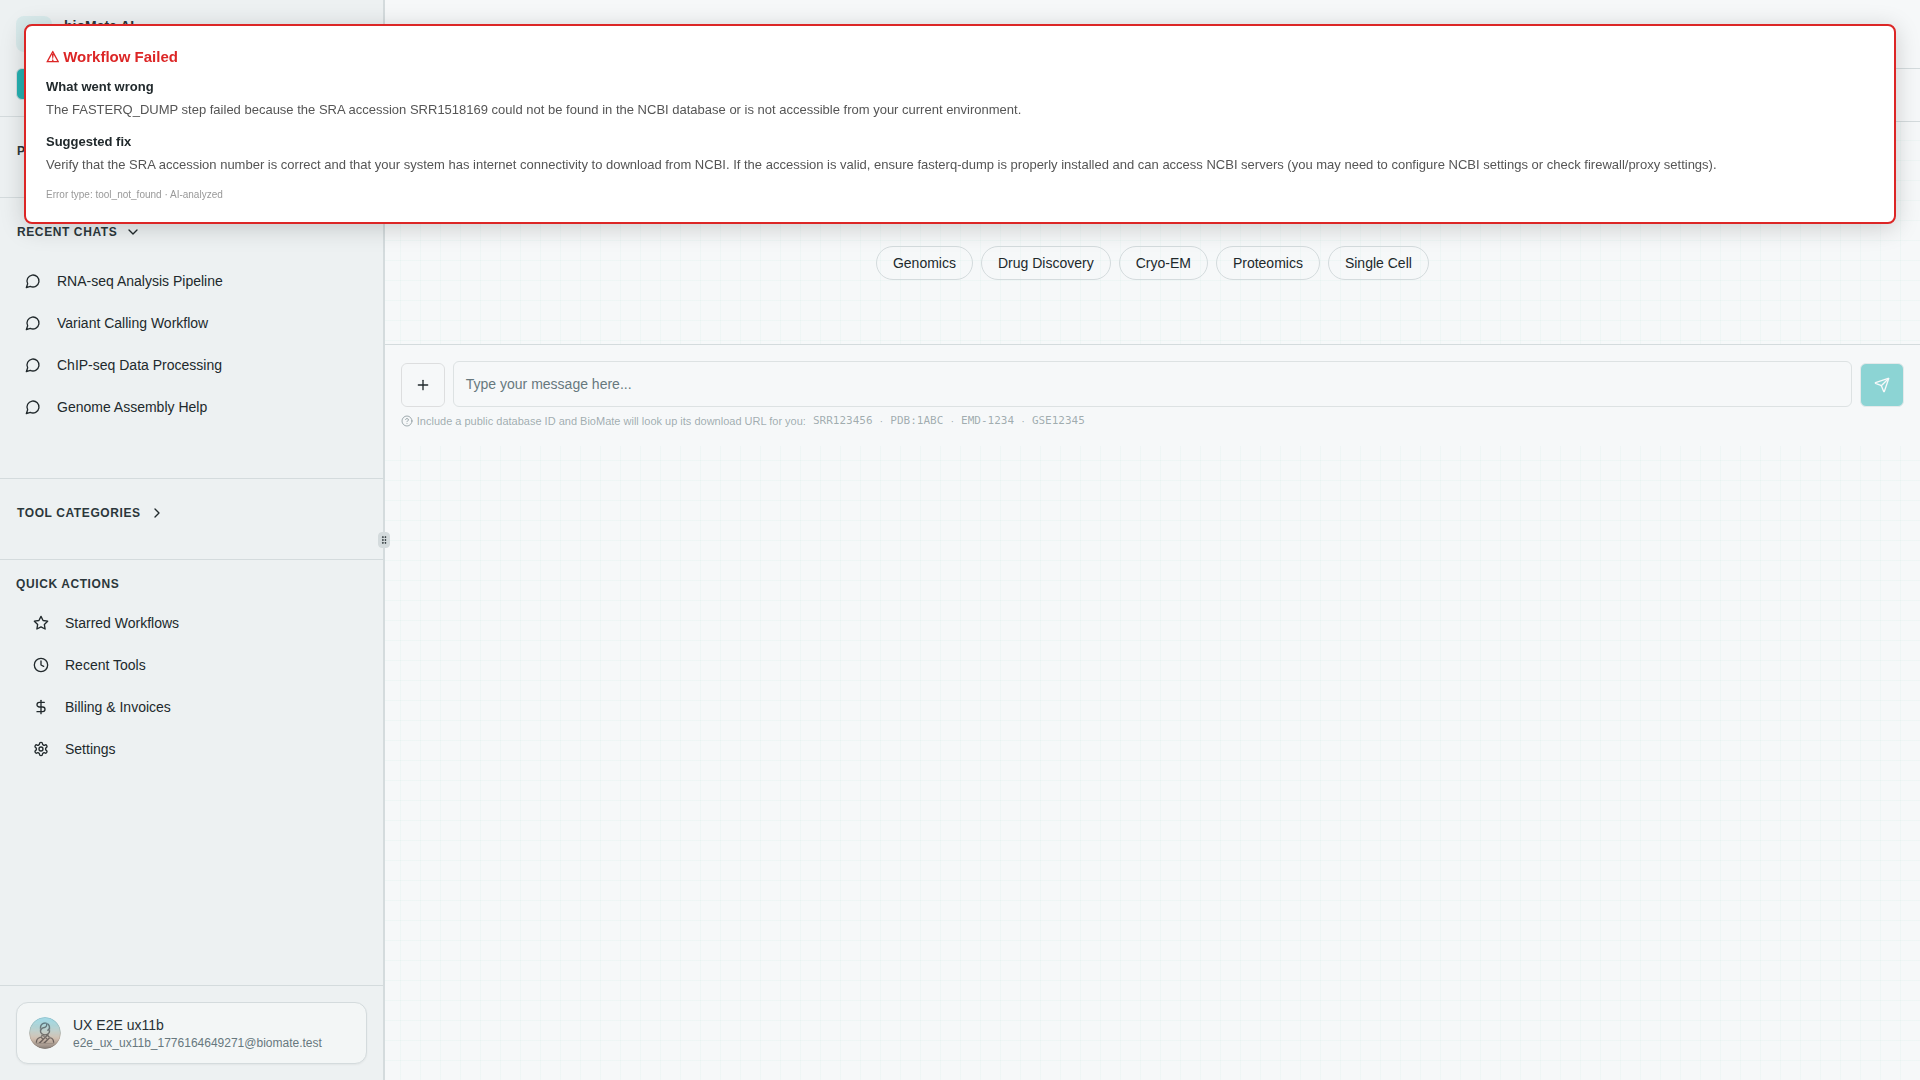 ⚠ Workflow Failed
What went wrong
The FASTERQ_DUMP step failed because the SRA accession SRR1518169 could not be found in the NCBI database or is not accessible from your current environment.
Suggested fix
Verify that the SRA accession number is correct and that your system has internet connectivity to download from NCBI. If the accession is valid, ensure fasterq-dump is properly installed and can access NCBI servers (you may need to configure NCBI settings or check firewall/proxy settings).
Error type: tool_not_found · AI-analyzed
RECENT CHATS
RNA-seq Analysis Pipeline
Variant Calling Workflow
ChIP-seq Data Processing
Genome Assembly Help
TOOL CATEGORIES
QUICK ACTIONS
Starred Workflows
Recent Tools
Billing & Invoices
Settings
UX E2E ux11b
e2e_ux_ux11b_1776164649271@biomate.test
Genomics Drug Discovery Cryo-EM Proteomics Single Cell
Type your message here...
Include a public database ID and BioMate will look up its download URL for you: SRR123456 · PDB:1ABC · EMD-1234 · GSE12345